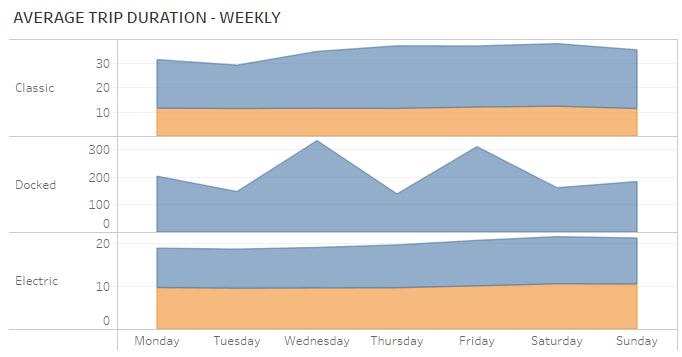 AVERAGE TRIP DURATION - WEEKLY
Classic
30
20
10
Docked
300
200
100
0
Electric
20
10
0
Monday Tuesday Wednesday Thursday Friday Saturday Sunday